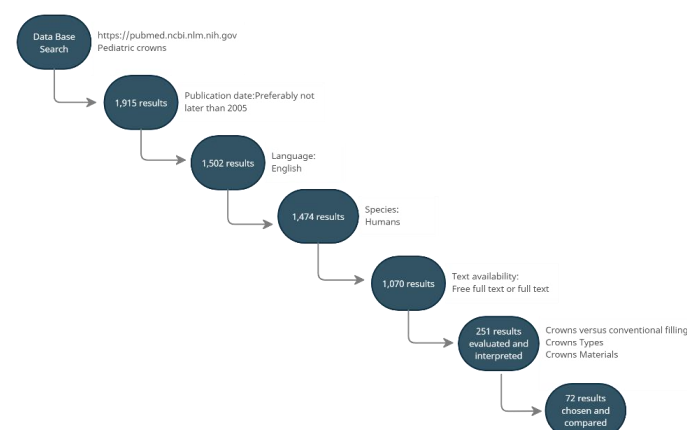 Data Base
Search
https://pubmed.ncbi.nlm.nih.gov
Pediatric crowns
1,915 results
Publication date:Preferably not
later than 2005
1,502 results
Language:
English
1,474 results
Species:
Humans
1,070 results
Text availability:
Free full text or full text
251 results
evaluated and
interpreted
Crowns versus conventional filling
Crowns Types
Crowns Materials
72 results
chosen and
compared